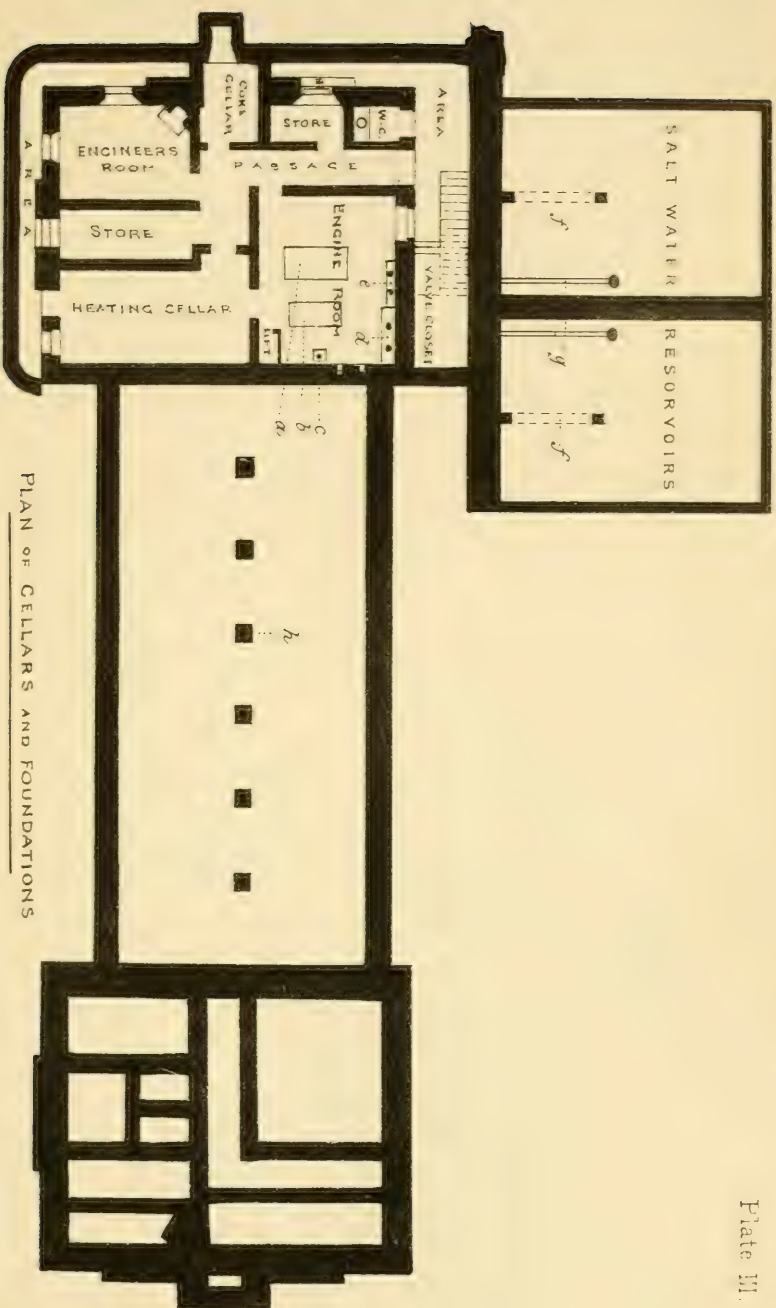 Plate III.
SALT WATER RESERVOIRS
f
g
f
AREA
VALVE CLOSET
W.C.
STORE
COKE CELLAR
PASSAGE
ENGINE ROOM
e
d
LIFT
a
b
c
ENGINEERS ROOM
STORE
HEATING CELLAR
AREA
h
PLAN OF CELLARS AND FOUNDATIONS